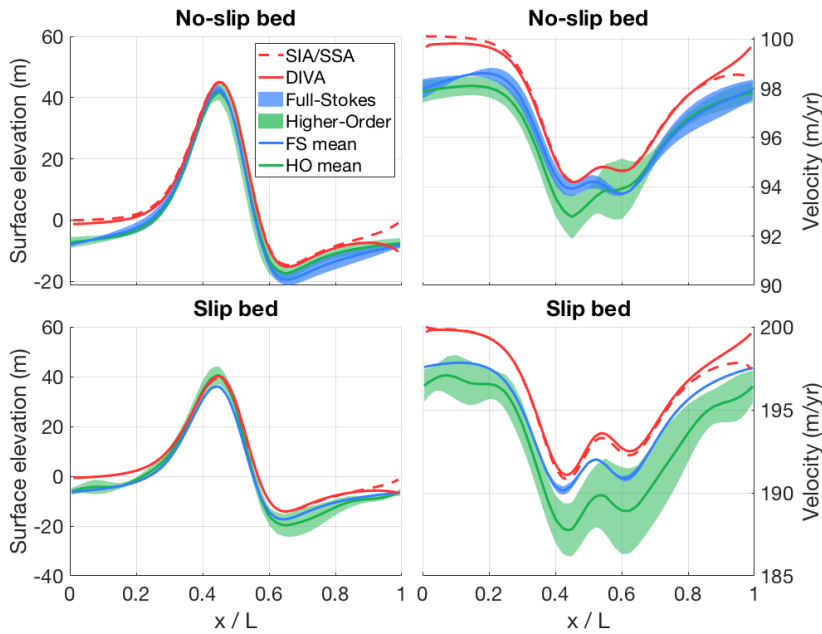 No-slip bed
No-slip bed
Surface elevation (m)
60
40
20
0
-20
SIA/SSA
DIVA
Full-Stokes
Higher-Order
FS mean
HO mean
100
98
96
94
92
90
Velocity (m/yr)
Slip bed
Slip bed
Surface elevation (m)
60
40
20
0
-20
-40
0
0.2
0.4
0.6
0.8
1
x / L
200
195
190
185
Velocity (m/yr)
0
0.2
0.4
0.6
0.8
1
x / L